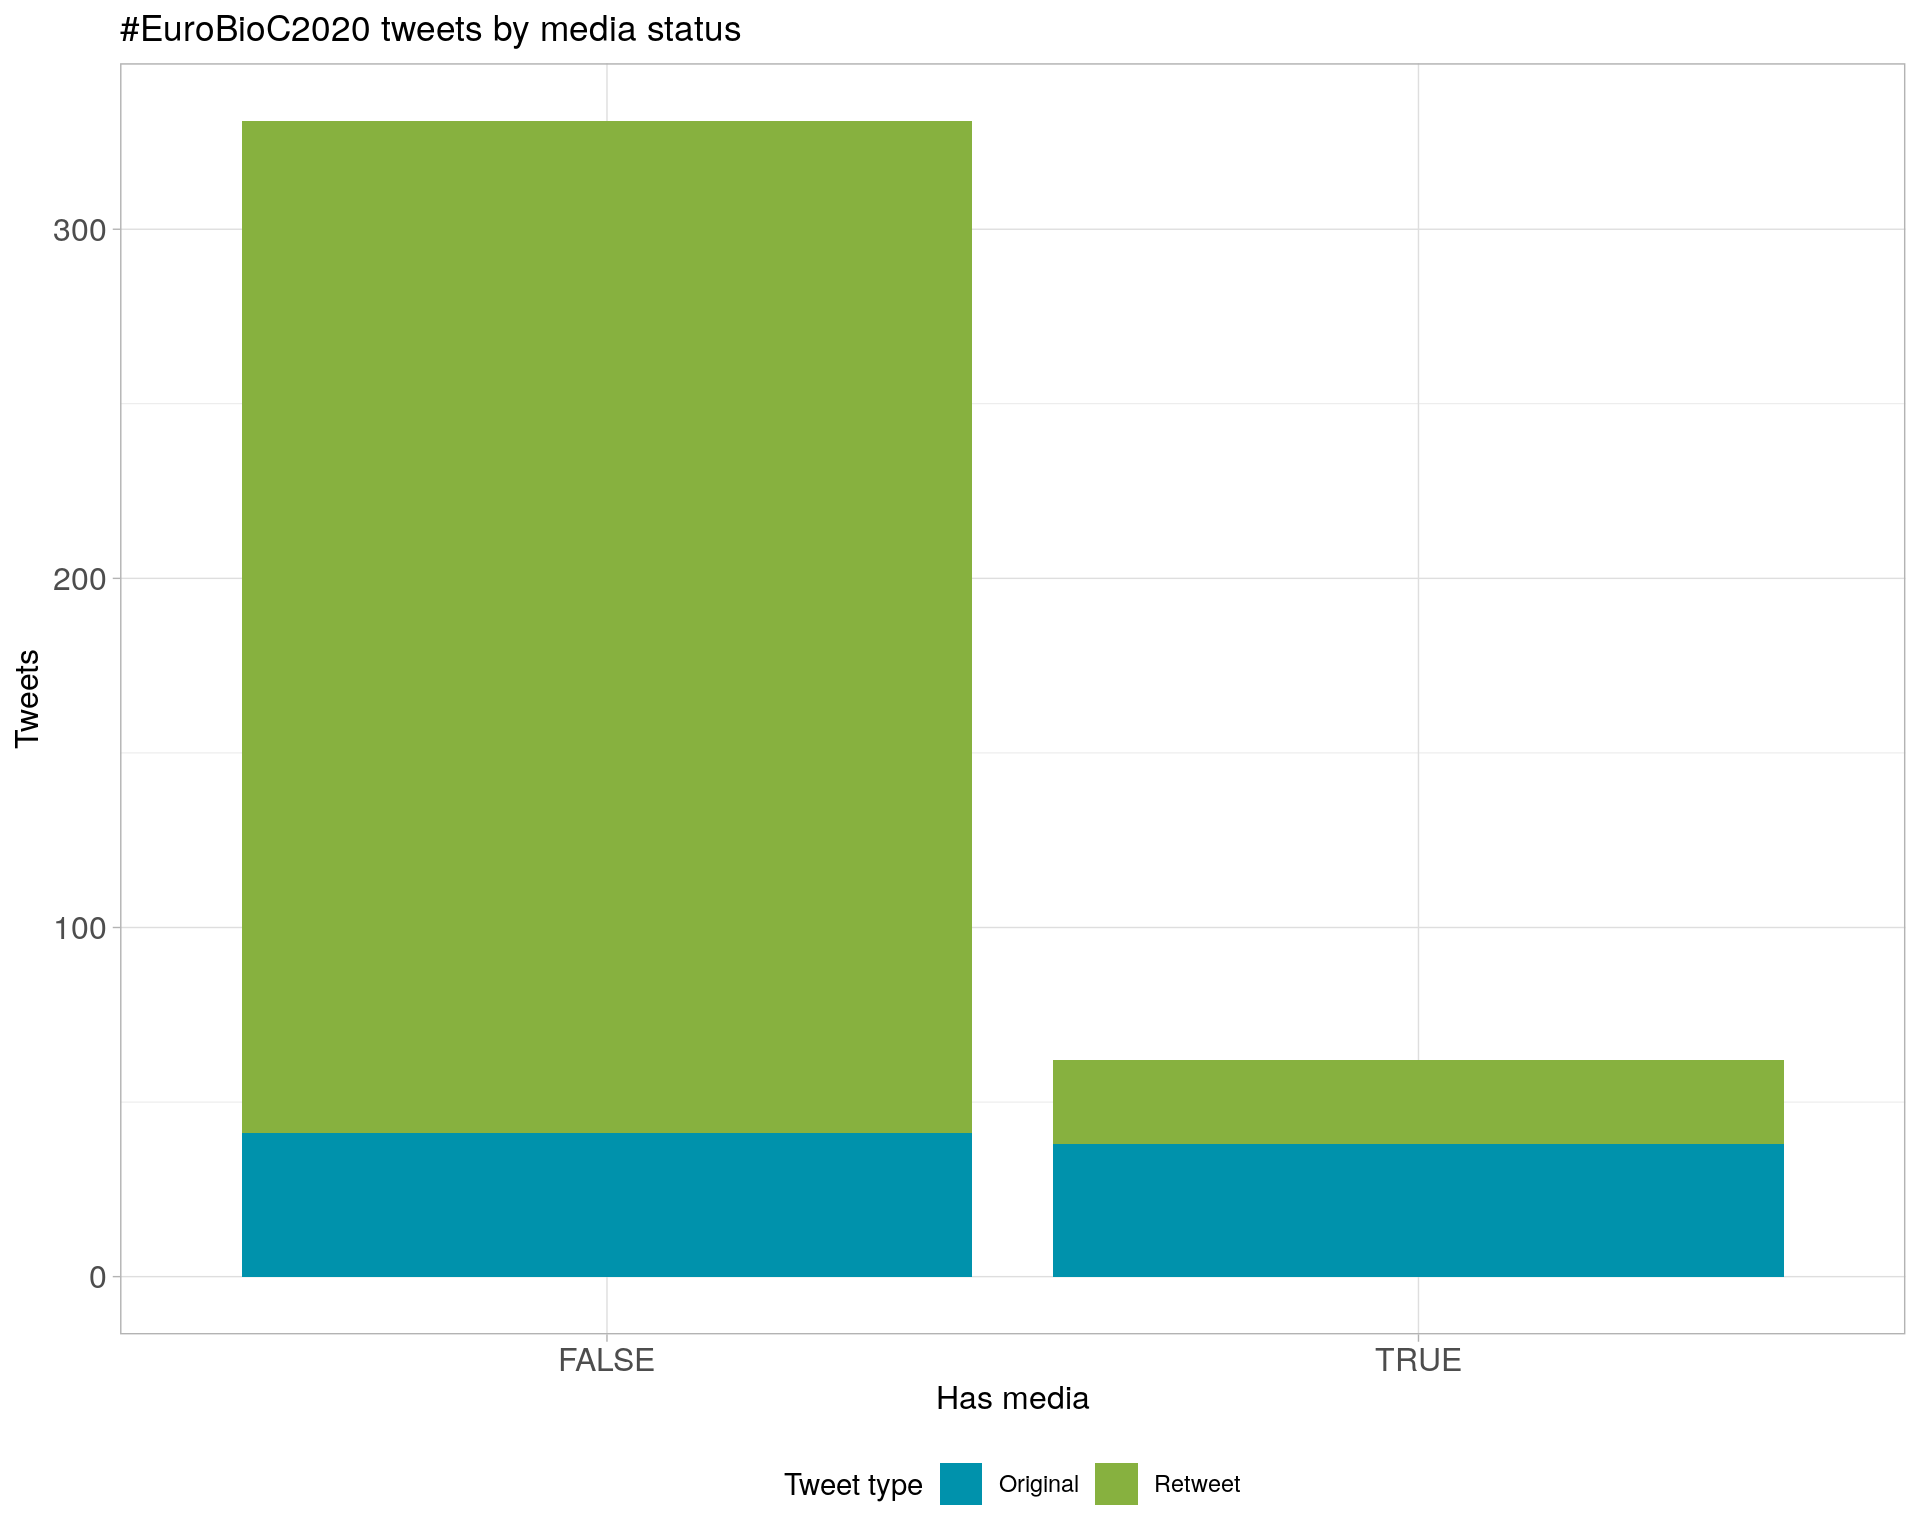 #EuroBioC2020 tweets by media status
300
200
100
0
Tweets
FALSE
TRUE
Has media
Tweet type
Original
Retweet